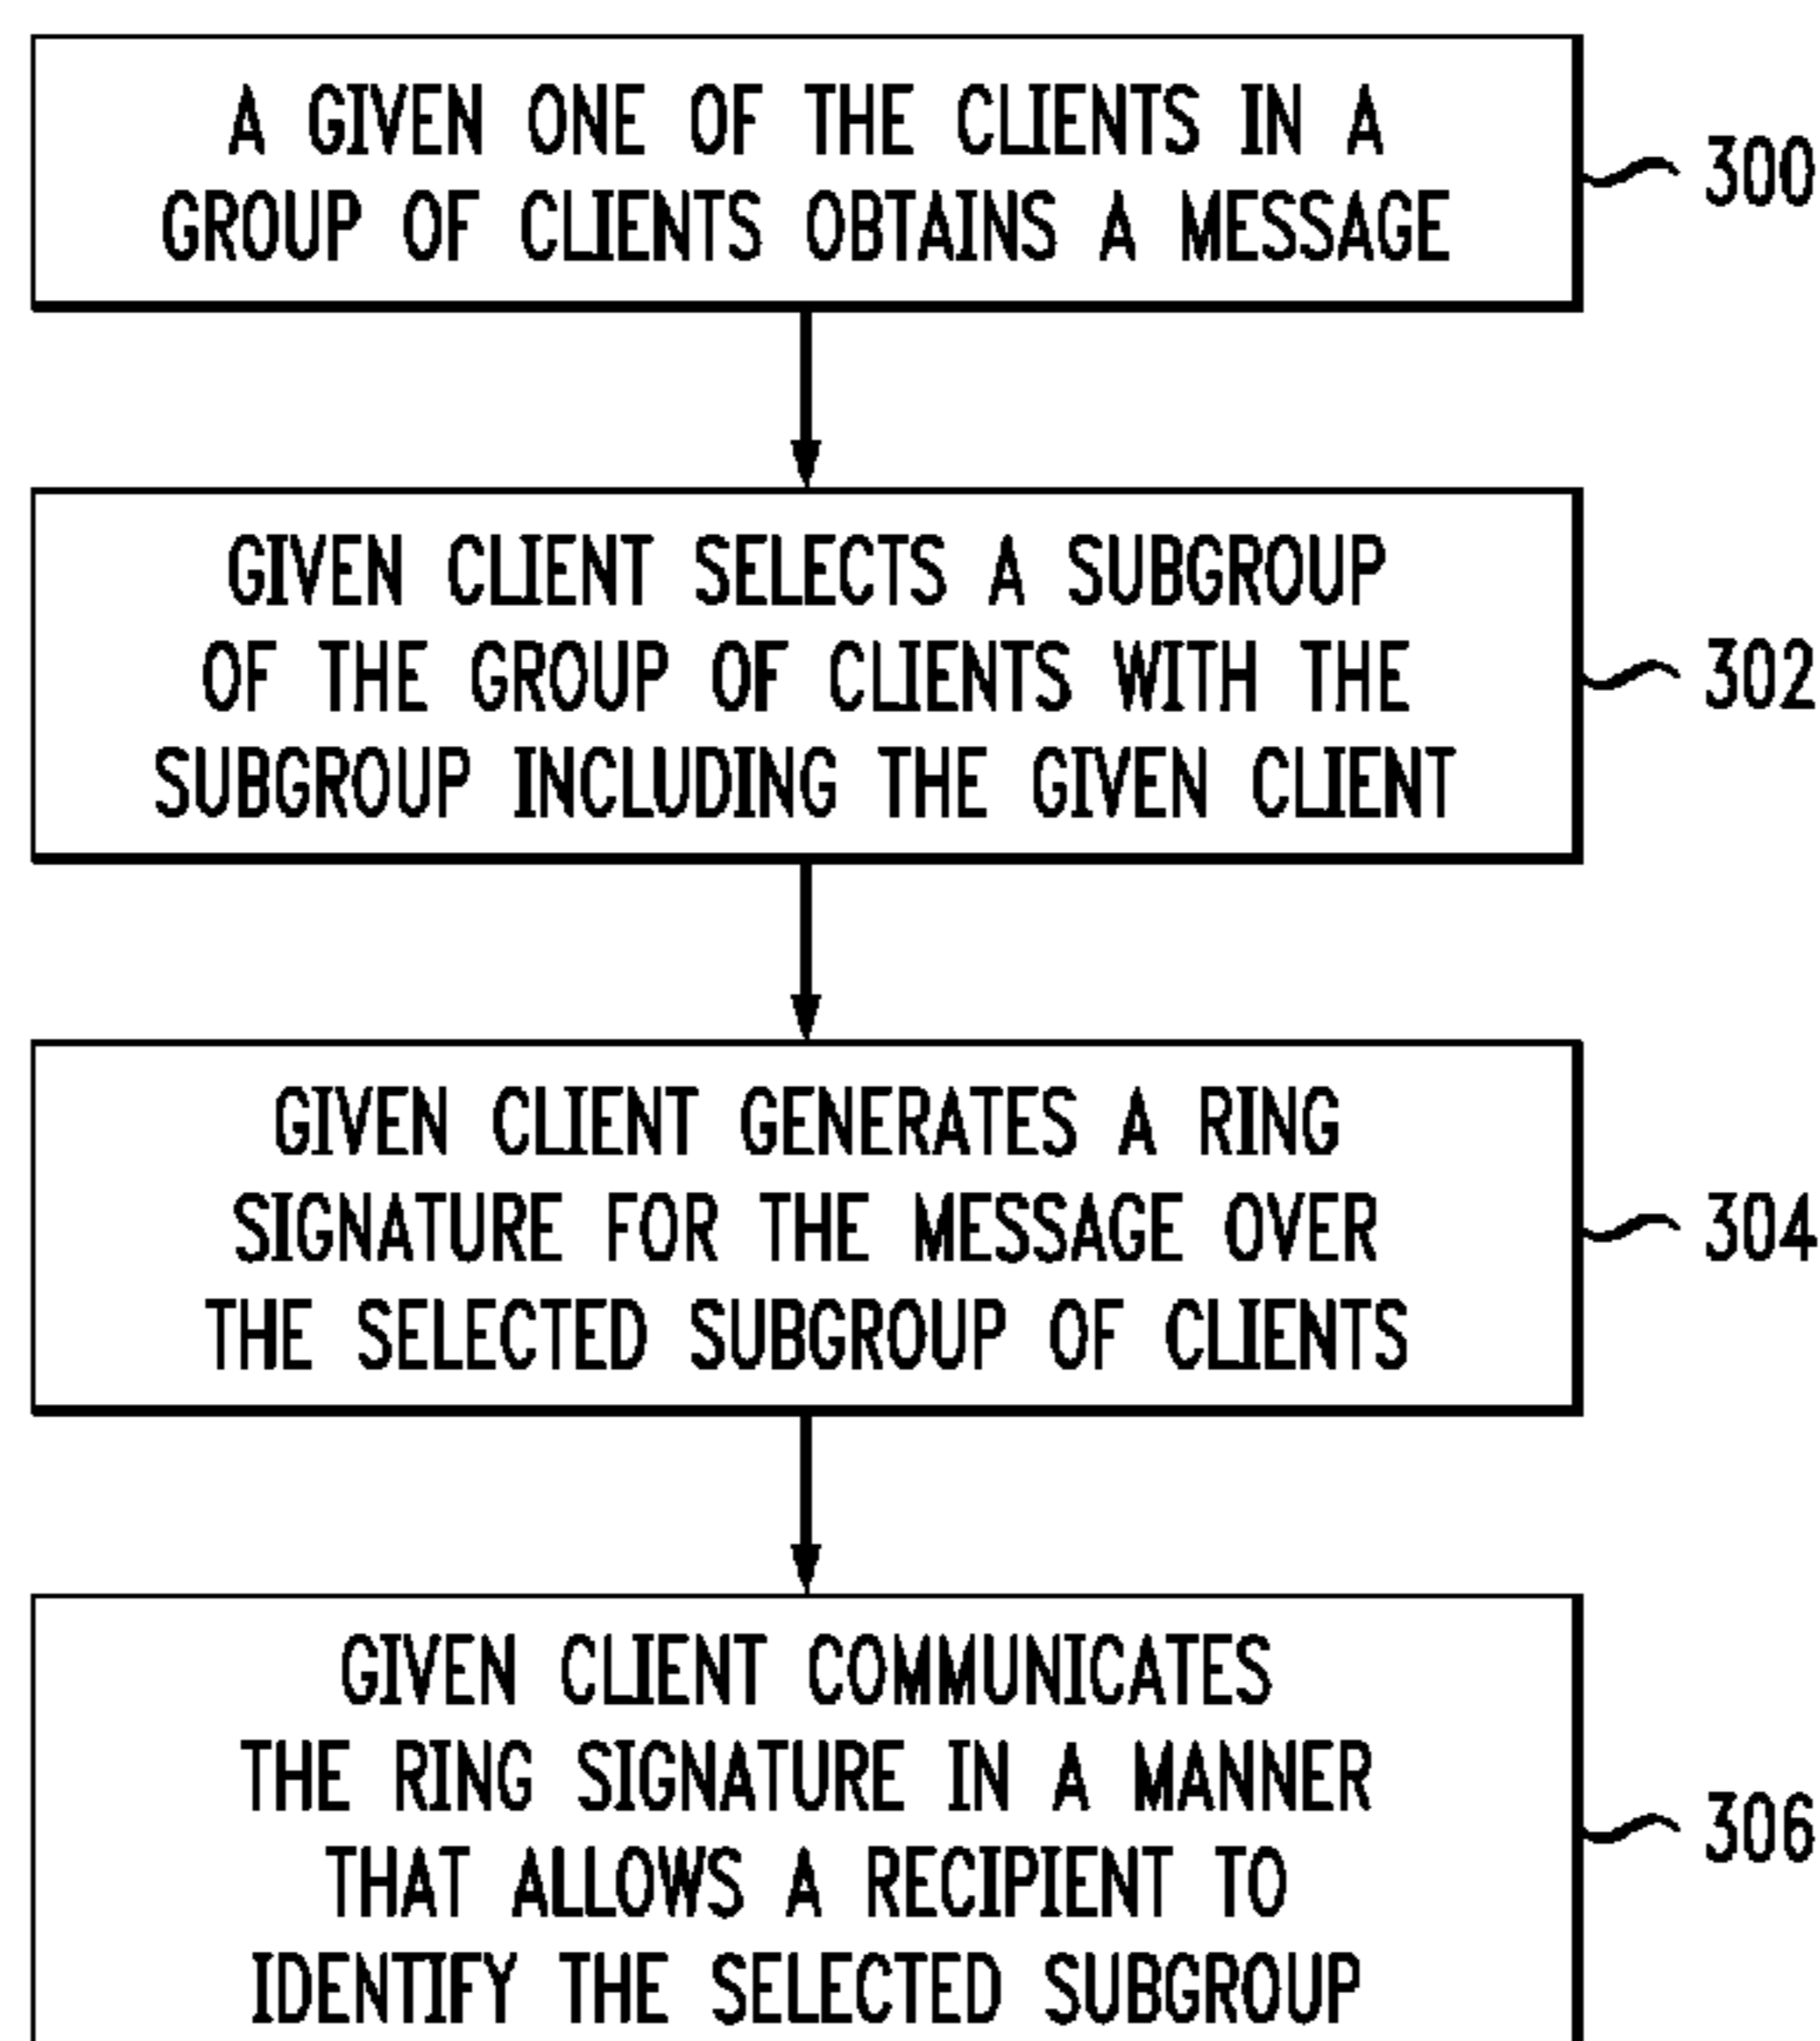 A GIVEN ONE OF THE CLIENTS IN A
GROUP OF CLIENTS OBTAINS A MESSAGE
300
GIVEN CLIENT SELECTS A SUBGROUP
OF THE GROUP OF CLIENTS WITH THE
SUBGROUP INCLUDING THE GIVEN CLIENT
302
GIVEN CLIENT GENERATES A RING
SIGNATURE FOR THE MESSAGE OVER
THE SELECTED SUBGROUP OF CLIENTS
304
GIVEN CLIENT COMMUNICATES
THE RING SIGNATURE IN A MANNER
THAT ALLOWS A RECIPIENT TO
IDENTIFY THE SELECTED SUBGROUP
306